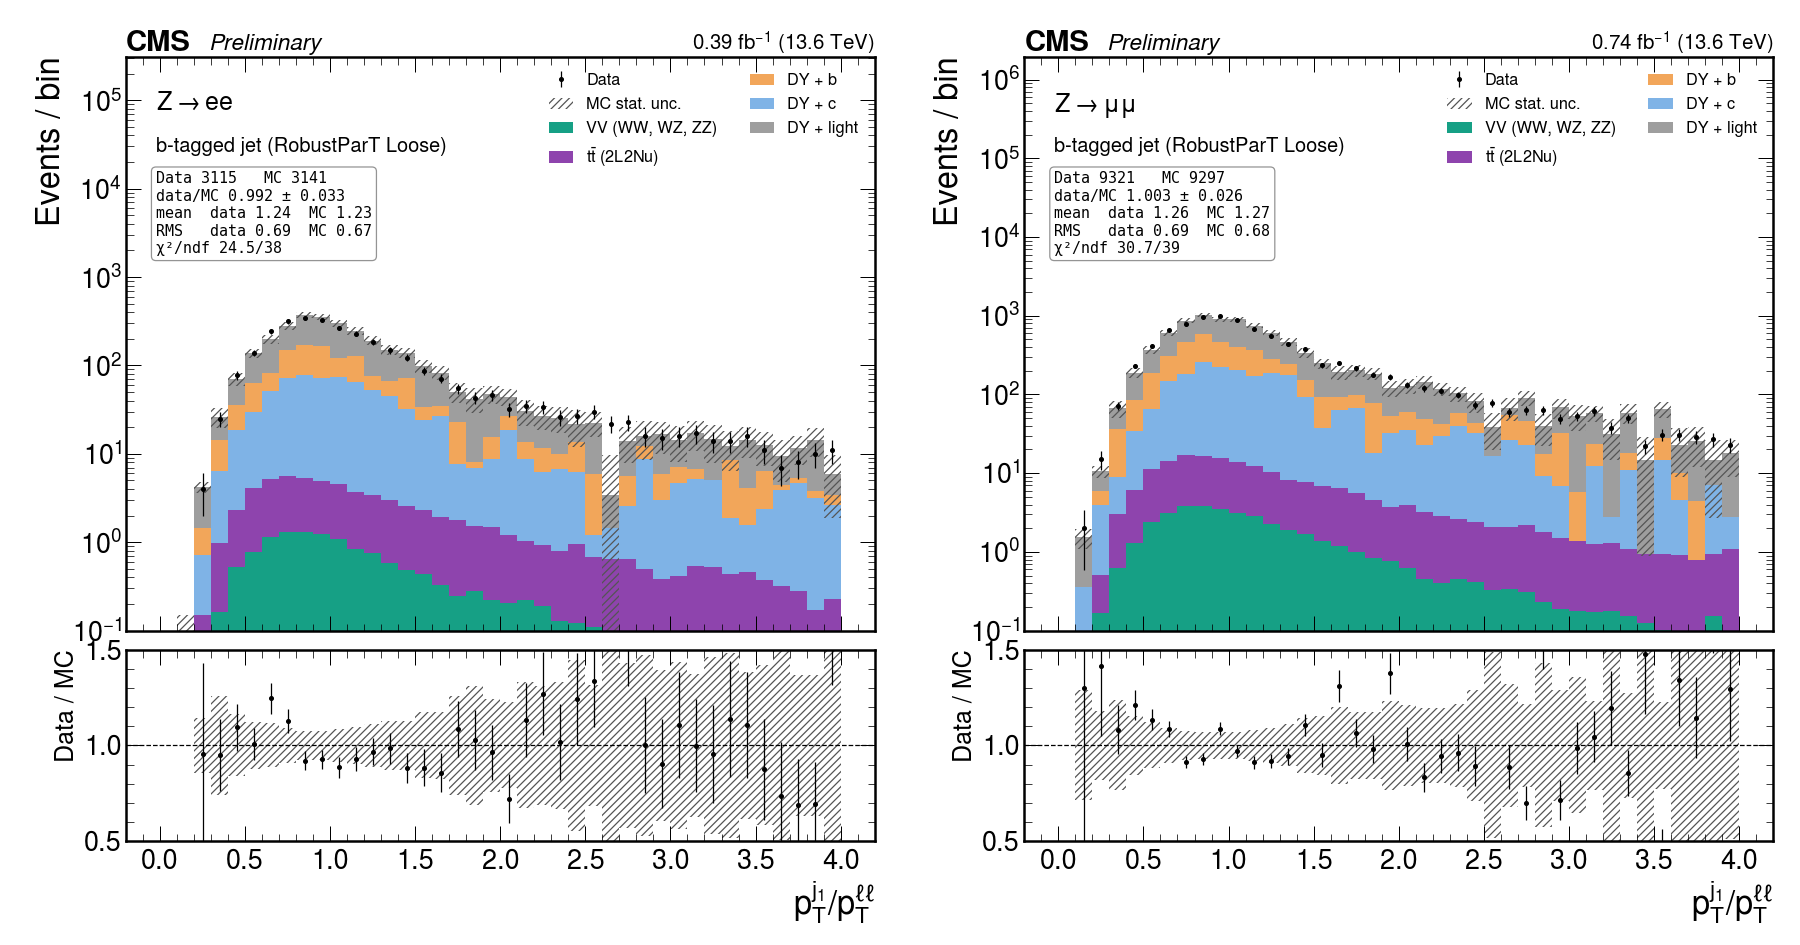 CMS Preliminary 0.39 fb⁻¹ (13.6 TeV)
Events / bin
10⁵
10⁴
10³
10²
10¹
10⁰
10⁻¹
Z → ee
b-tagged jet (RobustParT Loose)
Data 3115   MC 3141
data/MC 0.992 ± 0.033
mean  data 1.24  MC 1.23
RMS   data 0.69  MC 0.67
χ²/ndf 24.5/38
Data
MC stat. unc.
VV (WW, WZ, ZZ)
tt̄ (2L2Nu)
DY + b
DY + c
DY + light
Data / MC
1.5
1.0
0.5
0.0 0.5 1.0 1.5 2.0 2.5 3.0 3.5 4.0
p_T^{j₁}/p_T^{ℓℓ}
CMS Preliminary 0.74 fb⁻¹ (13.6 TeV)
Events / bin
10⁶
10⁵
10⁴
10³
10²
10¹
10⁰
10⁻¹
Z → μμ
b-tagged jet (RobustParT Loose)
Data 9321   MC 9297
data/MC 1.003 ± 0.026
mean  data 1.26  MC 1.27
RMS   data 0.69  MC 0.68
χ²/ndf 30.7/39
Data
MC stat. unc.
VV (WW, WZ, ZZ)
tt̄ (2L2Nu)
DY + b
DY + c
DY + light
Data / MC
1.5
1.0
0.5
0.0 0.5 1.0 1.5 2.0 2.5 3.0 3.5 4.0
p_T^{j₁}/p_T^{ℓℓ}